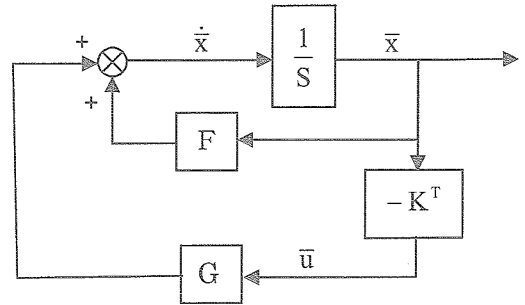 + ẋ̅ 1/S x̅
+ F
− Kᵀ
G u̅